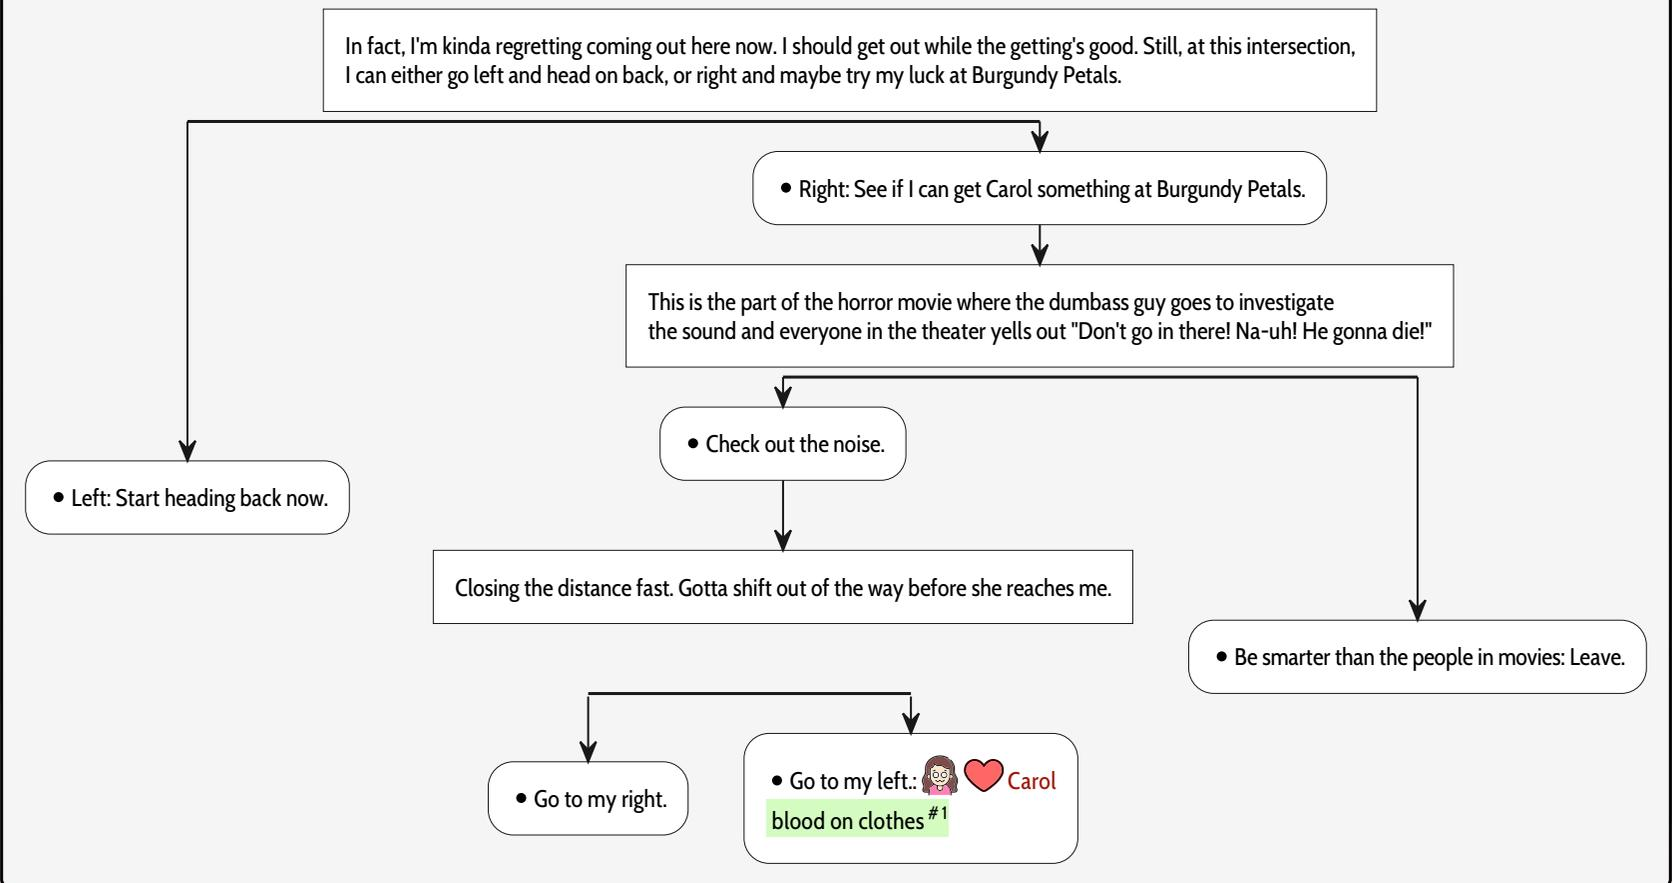 In fact, I'm kinda regretting coming out here now. I should get out while the getting's good. Still, at this intersection,
I can either go left and head on back, or right and maybe try my luck at Burgundy Petals.
• Right: See if I can get Carol something at Burgundy Petals.
This is the part of the horror movie where the dumbass guy goes to investigate
the sound and everyone in the theater yells out "Don't go in there! Na-uh! He gonna die!"
• Check out the noise.
• Left: Start heading back now.
Closing the distance fast. Gotta shift out of the way before she reaches me.
• Be smarter than the people in movies: Leave.
• Go to my right.
• Go to my left.: Carol
blood on clothes #1